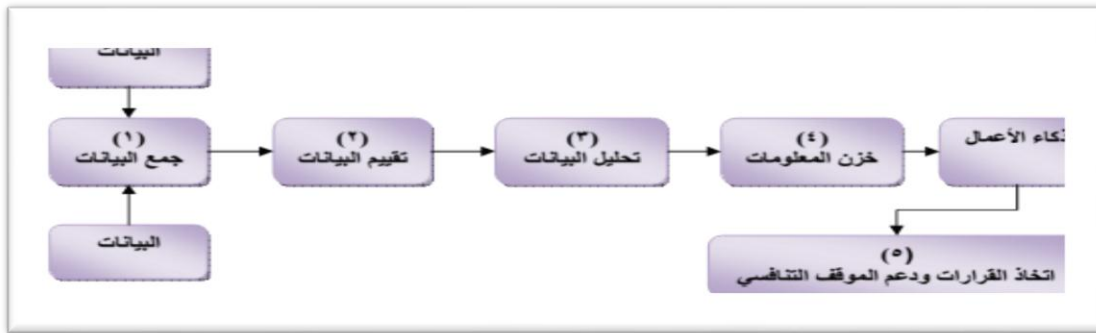 البيانات
(١)
جمع البيانات
(٢)
تقييم البيانات
(٣)
تحليل البيانات
(٤)
خزن المعلومات
ذكاء الأعمال
البيانات
(٥)
اتخاذ القرارات ودعم الموقف التنافسي